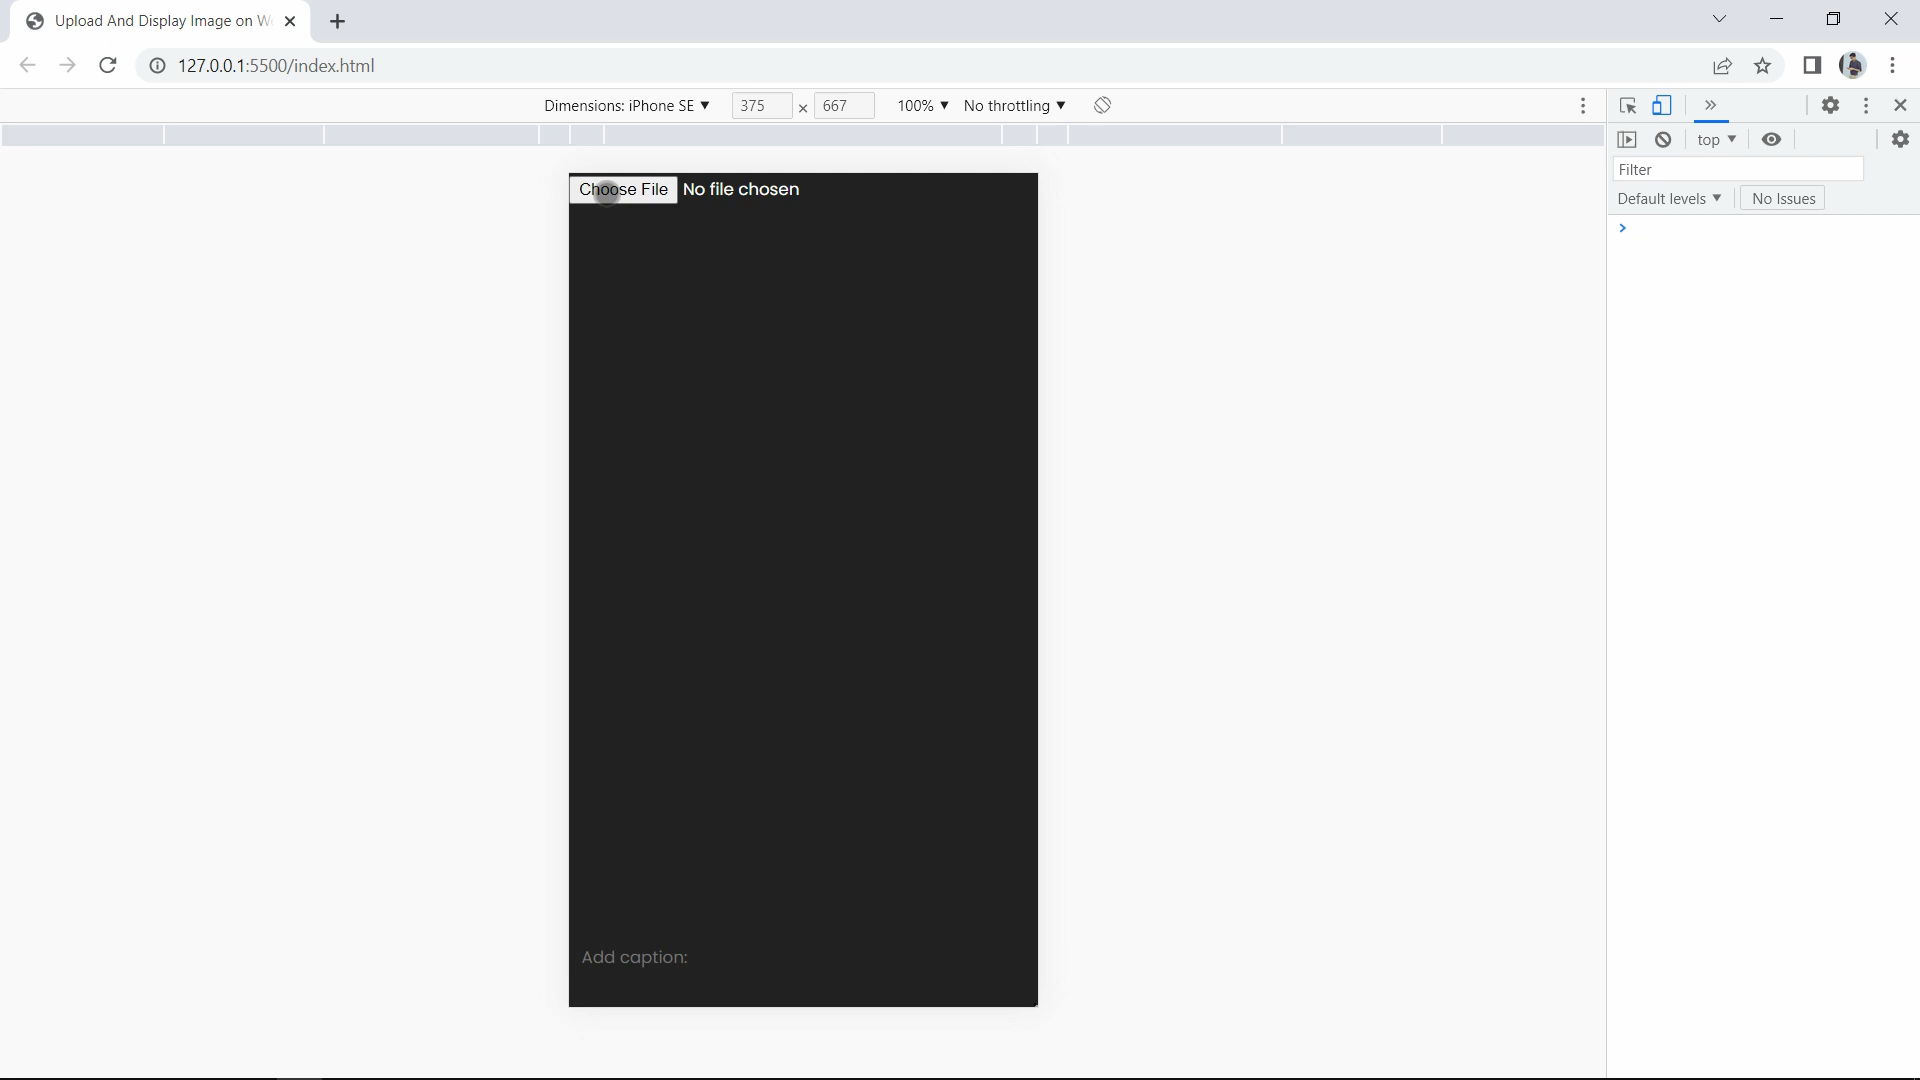 Upload And Display Image on W
127.0.0.1:5500/index.html
Dimensions: iPhone SE 375 × 667 100% No throttling
top
Filter
Default levels No Issues
Choose File No file chosen
Add caption: